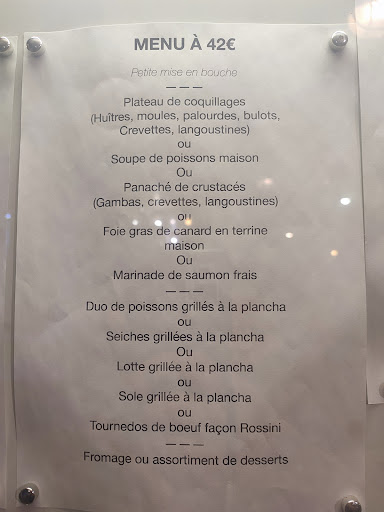 MENU À 42€
Petite mise en bouche
– – –
Plateau de coquillages
(Huîtres, moules, palourdes, bulots,
Crevettes, langoustines)
ou
Soupe de poissons maison
Ou
Panaché de crustacés
(Gambas, crevettes, langoustines)
ou
Foie gras de canard en terrine
maison
Ou
Marinade de saumon frais
– – –
Duo de poissons grillés à la plancha
ou
Seiches grillées à la plancha
Ou
Lotte grillée à la plancha
ou
Sole grillée à la plancha
ou
Tournedos de boeuf façon Rossini
– – –
Fromage ou assortiment de desserts